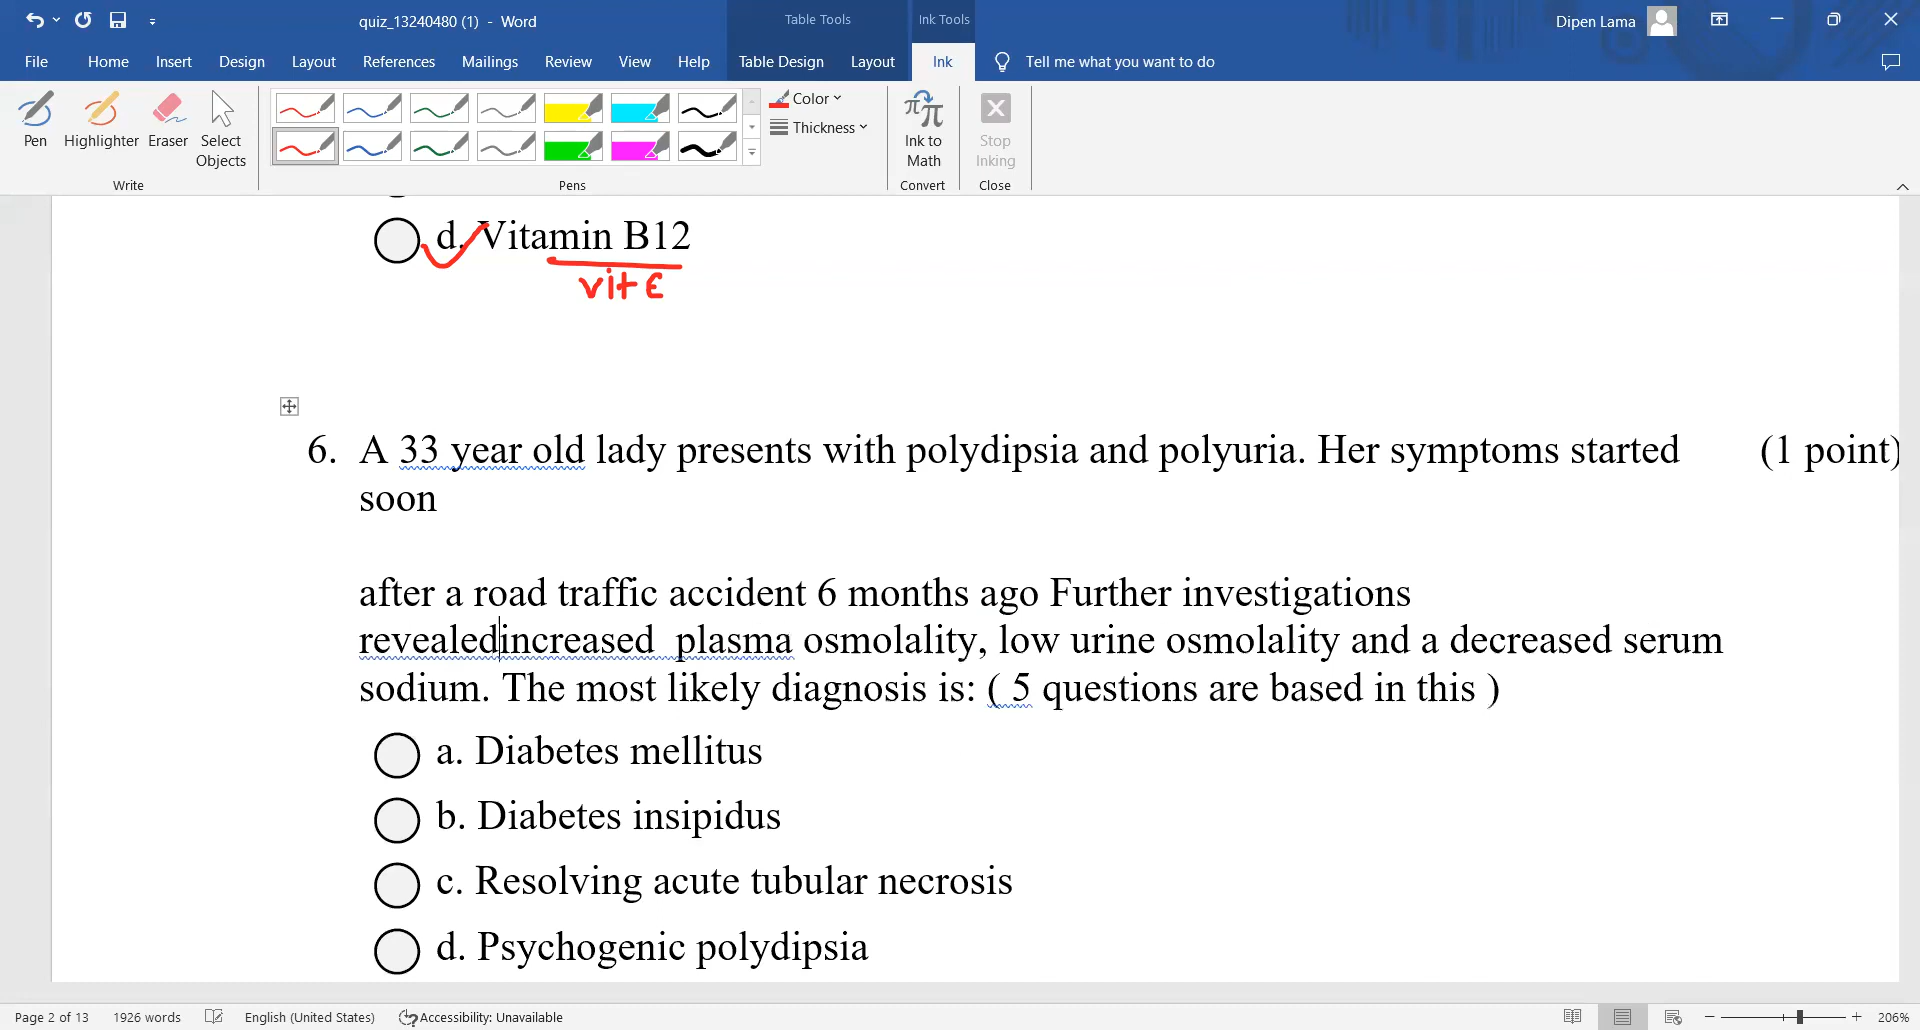 quiz_13240480 (1) - Word
Table Tools
Ink Tools
Dipen Lama
File Home Insert Design Layout References Mailings Review View Help Table Design Layout Ink Tell me what you want to do
Pen
Highlighter
Eraser
Select Objects
Color
Thickness
Ink to Math
Stop Inking
Write
Pens
Convert
Close
d. Vitamin B12
vit E
6. A 33 year old lady presents with polydipsia and polyuria. Her symptoms started (1 point)
soon
after a road traffic accident 6 months ago Further investigations
revealedincreased plasma osmolality, low urine osmolality and a decreased serum
sodium. The most likely diagnosis is: ( 5 questions are based in this )
a. Diabetes mellitus
b. Diabetes insipidus
c. Resolving acute tubular necrosis
d. Psychogenic polydipsia
Page 2 of 13 1926 words English (United States) Accessibility: Unavailable 206%